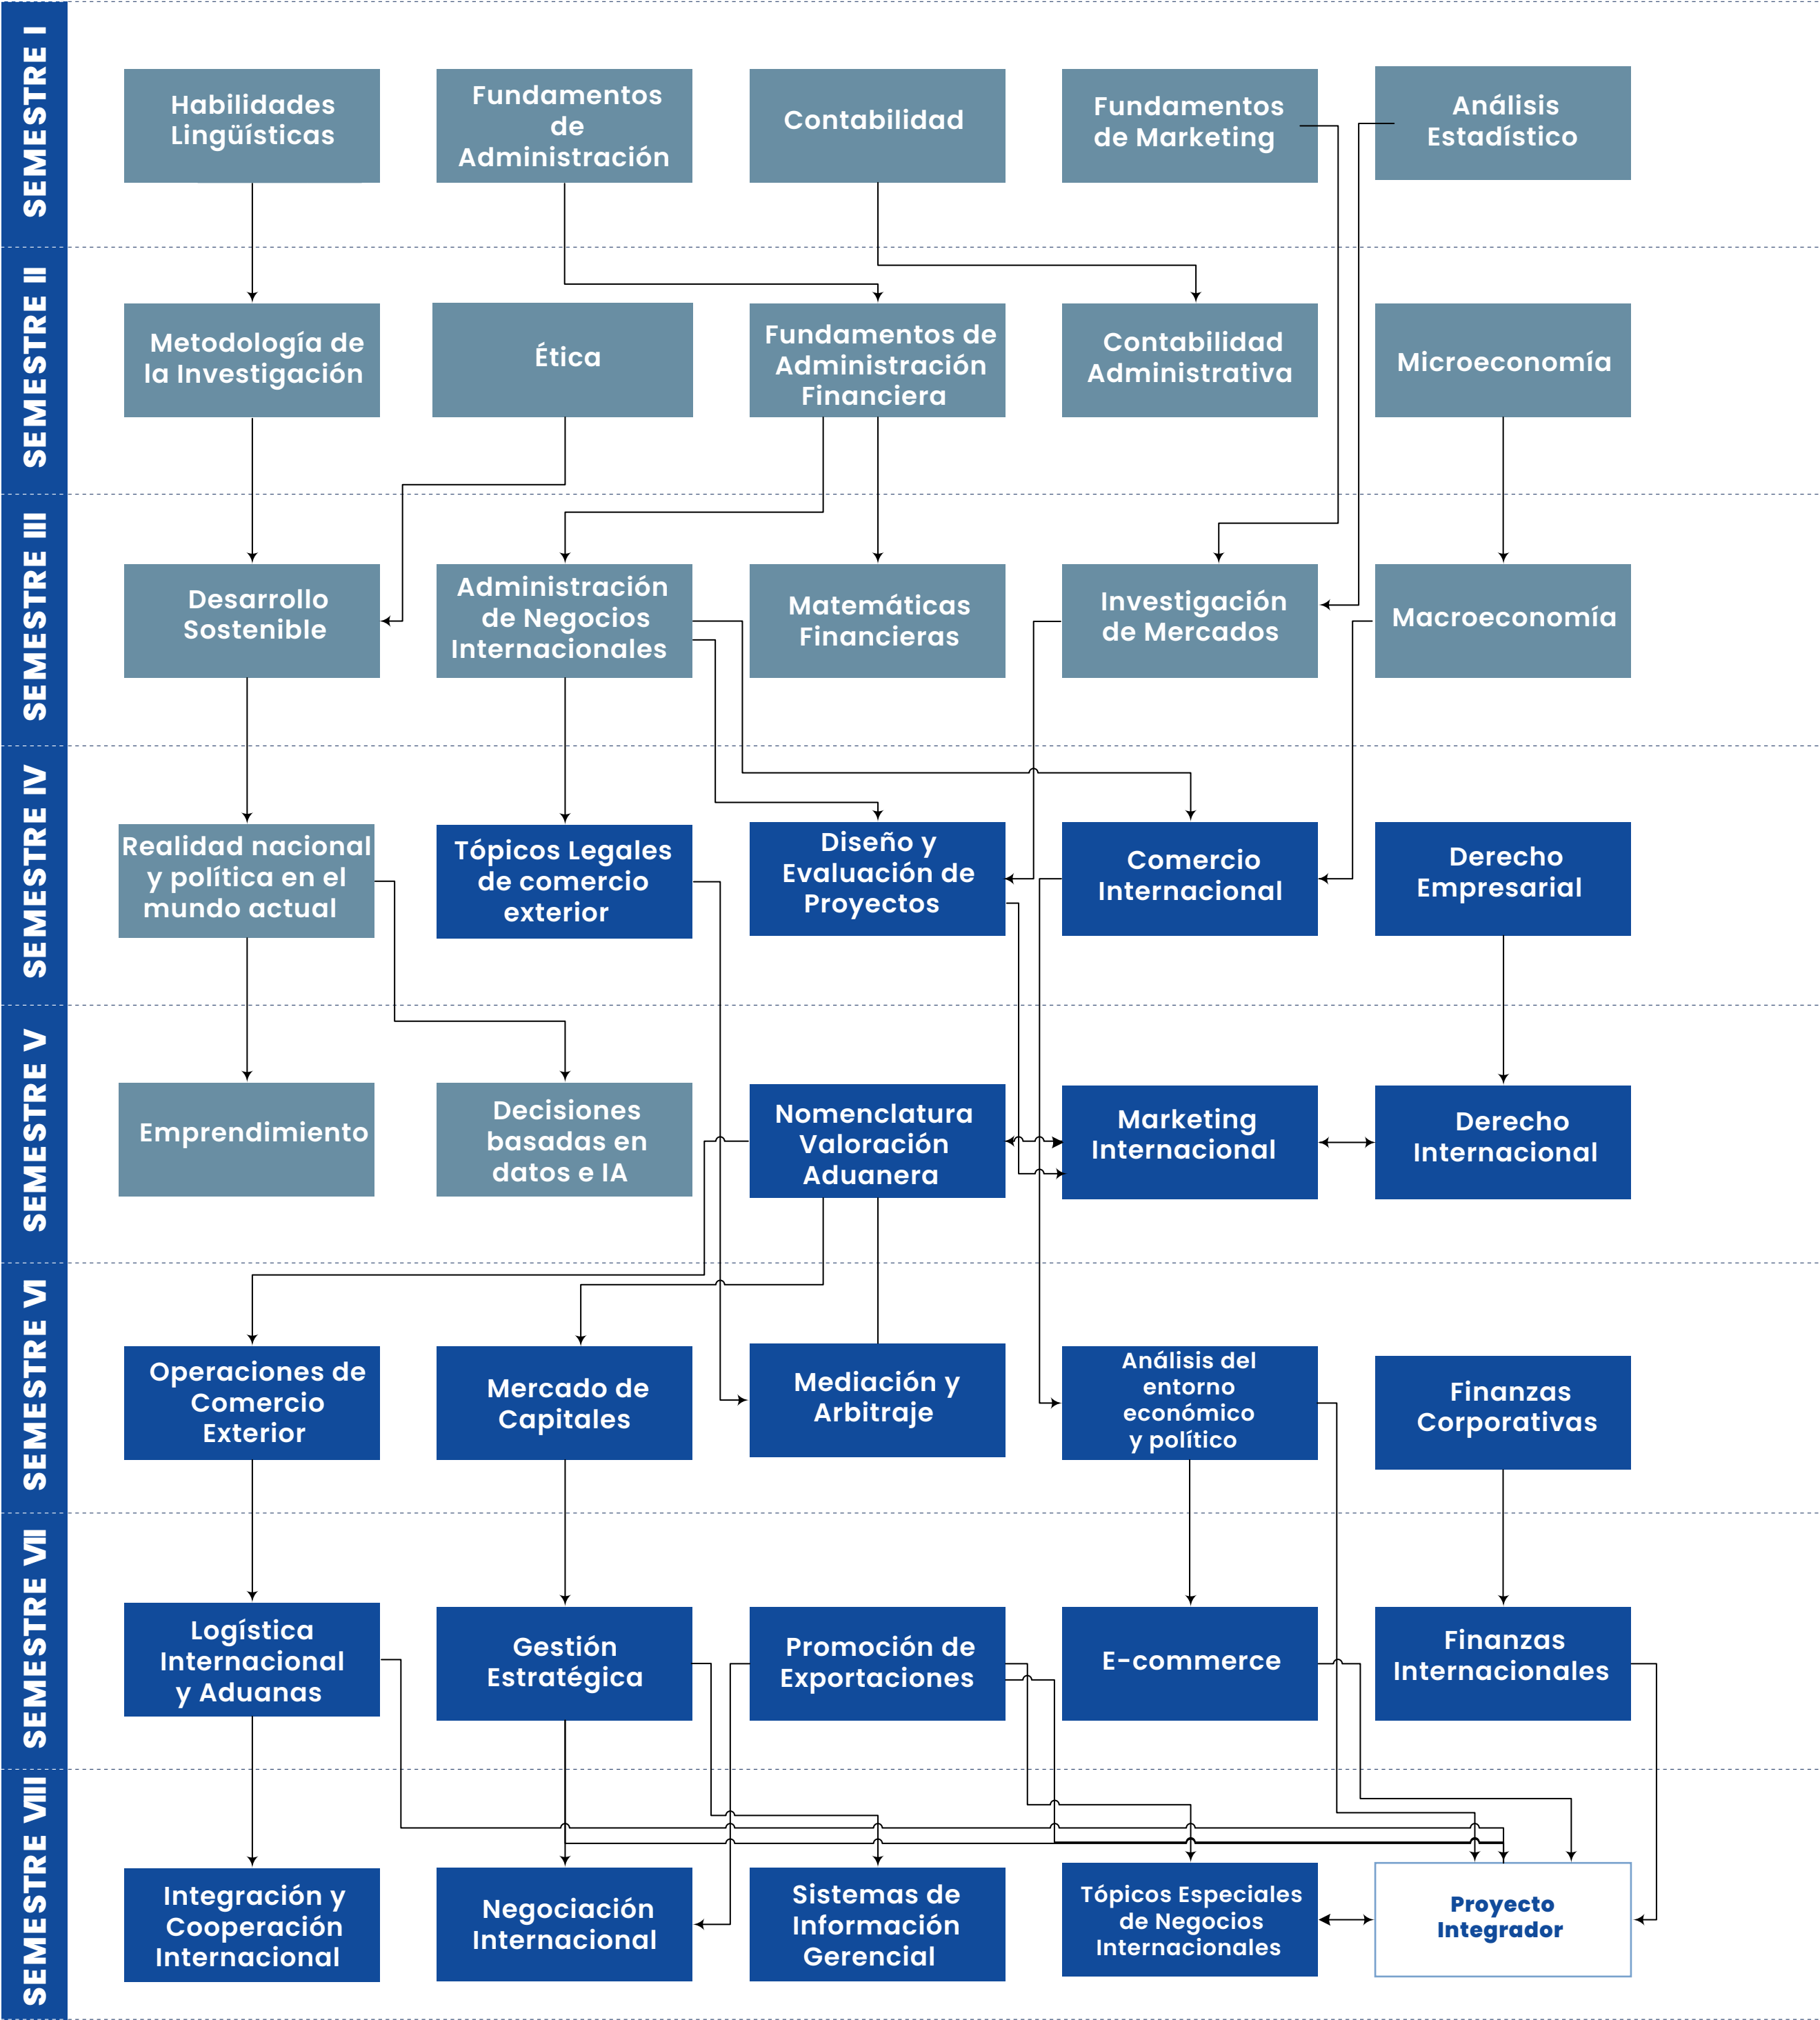 SEMESTRE I
Habilidades
Lingüísticas
Fundamentos
de
Administración
Contabilidad
Fundamentos
de Marketing
Análisis
Estadístico
SEMESTRE II
Metodología de
la Investigación
Ética
Fundamentos de
Administración
Financiera
Contabilidad
Administrativa
Microeconomía
SEMESTRE III
Desarrollo
Sostenible
Administración
de Negocios
Internacionales
Matemáticas
Financieras
Investigación
de Mercados
Macroeconomía
SEMESTRE IV
Realidad nacional
y política en el
mundo actual
Tópicos Legales
de comercio
exterior
Diseño y
Evaluación de
Proyectos
Comercio
Internacional
Derecho
Empresarial
SEMESTRE V
Emprendimiento
Decisiones
basadas en
datos e IA
Nomenclatura
Valoración
Aduanera
Marketing
Internacional
Derecho
Internacional
SEMESTRE VI
Operaciones de
Comercio
Exterior
Mercado de
Capitales
Mediación y
Arbitraje
Análisis del
entorno
económico
y político
Finanzas
Corporativas
SEMESTRE VII
Logística
Internacional
y Aduanas
Gestión
Estratégica
Promoción de
Exportaciones
E-commerce
Finanzas
Internacionales
SEMESTRE VIII
Integración y
Cooperación
Internacional
Negociación
Internacional
Sistemas de
Información
Gerencial
Tópicos Especiales
de Negocios
Internacionales
Proyecto
Integrador